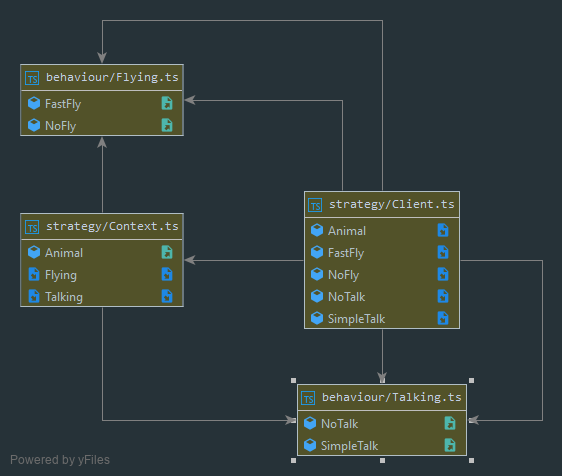 TS behaviour/Flying.ts
FastFly
NoFly
TS strategy/Context.ts
Animal
Flying
Talking
TS strategy/Client.ts
Animal
FastFly
NoFly
NoTalk
SimpleTalk
TS behaviour/Talking.ts
NoTalk
SimpleTalk
Powered by yFiles